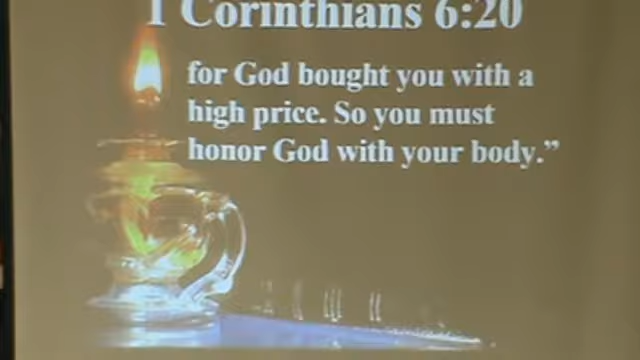 1 Corinthians 6:20
for God bought you with a
high price. So you must
honor God with your body.”